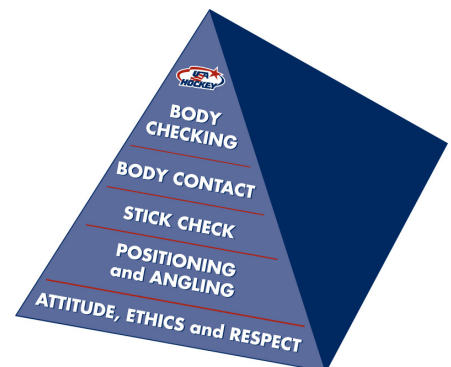 USA
HOCKEY
BODY
CHECKING
BODY CONTACT
STICK CHECK
POSITIONING
and ANGLING
ATTITUDE, ETHICS and RESPECT